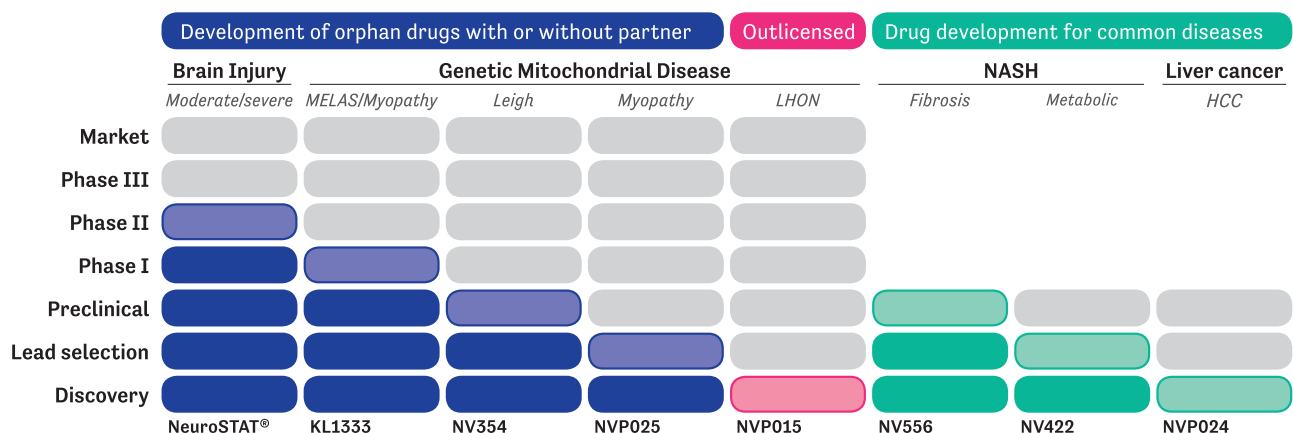 Development of orphan drugs with or without partner
Outlicensed
Drug development for common diseases
Brain Injury
Genetic Mitochondrial Disease
NASH
Liver cancer
Moderate/severe
MELAS/Myopathy
Leigh
Myopathy
LHON
Fibrosis
Metabolic
HCC
Market
Phase III
Phase II
Phase I
Preclinical
Lead selection
Discovery
NeuroSTAT®
KL1333
NV354
NVP025
NVP015
NV556
NV422
NVP024